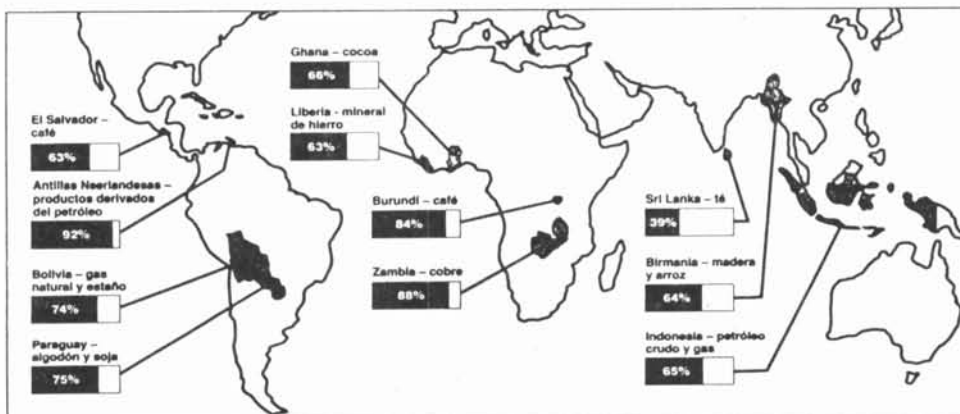 Ghana – cocoa
66%
Liberia - mineral
de hierro
63%
El Salvador –
café
63%
Antillas Neerlandesas –
productos derivados
del petróleo
92%
Bolivia – gas
natural y estaño
74%
Paraguay –
algodón y soja
75%
Burundi – café
84%
Zambia – cobre
88%
Sri Lanka – té
39%
Birmania – madera
y arroz
64%
Indonesia – petróleo
crudo y gas
65%